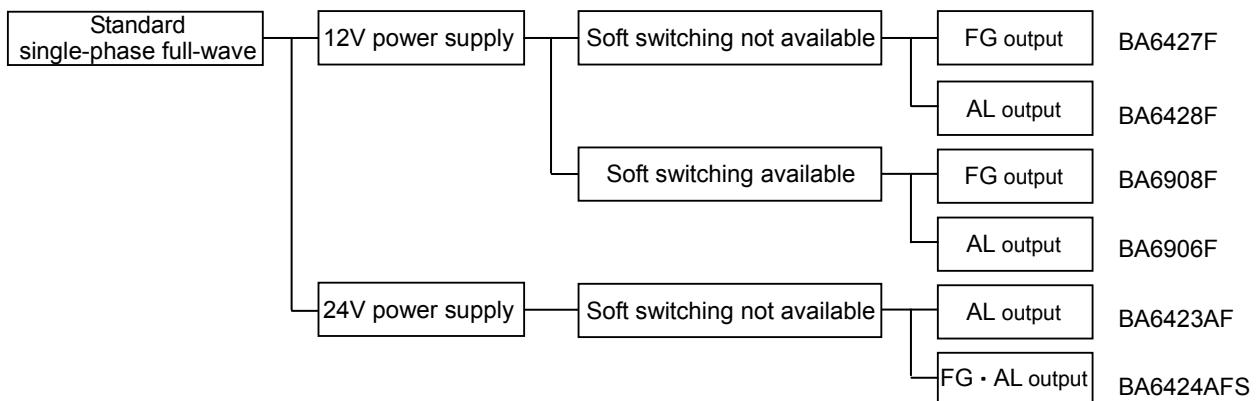 Standard
single-phase full-wave
12V power supply
Soft switching not available
FG output
BA6427F
AL output
BA6428F
Soft switching available
FG output
BA6908F
AL output
BA6906F
24V power supply
Soft switching not available
AL output
BA6423AF
FG・AL output
BA6424AFS